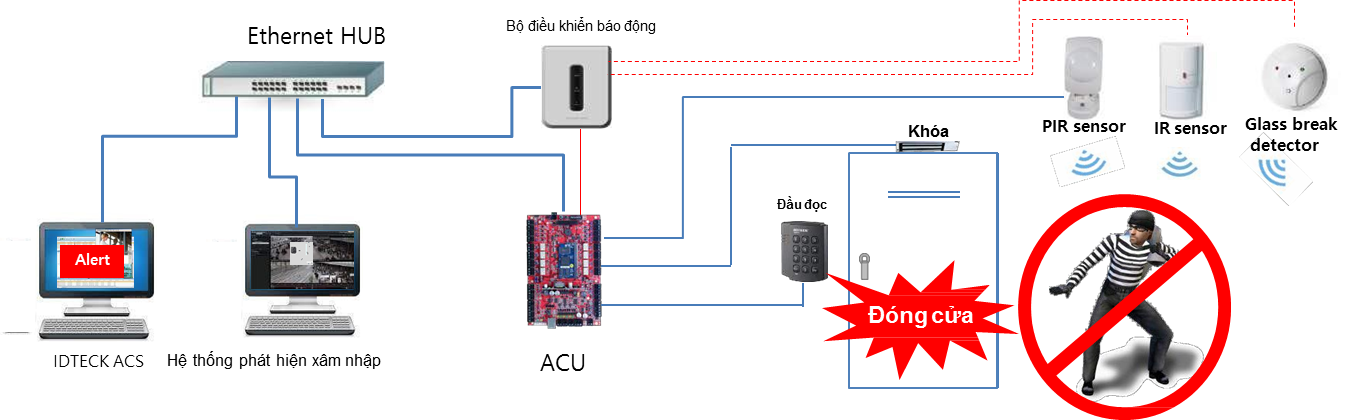 Ethernet HUB
Bộ điều khiển báo động
PIR sensor
IR sensor
Glass break
detector
Khóa
Đầu đọc
Alert
Đóng cửa
IDTECK ACS
Hệ thống phát hiện xâm nhập
ACU